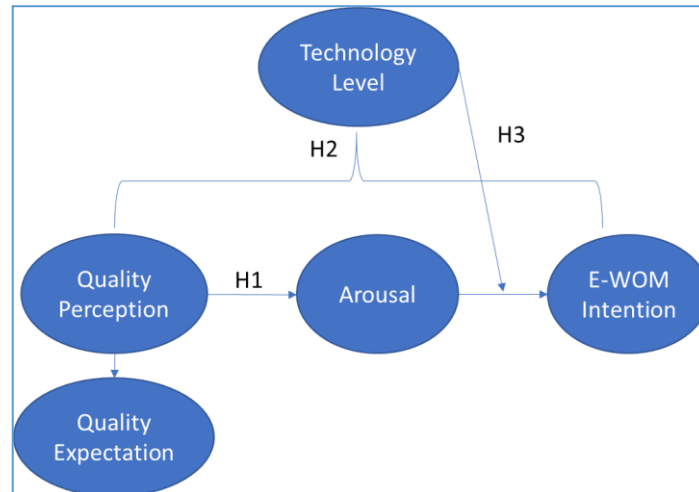 Technology
Level
H2
H3
Quality
Perception
H1
Arousal
E-WOM
Intention
Quality
Expectation